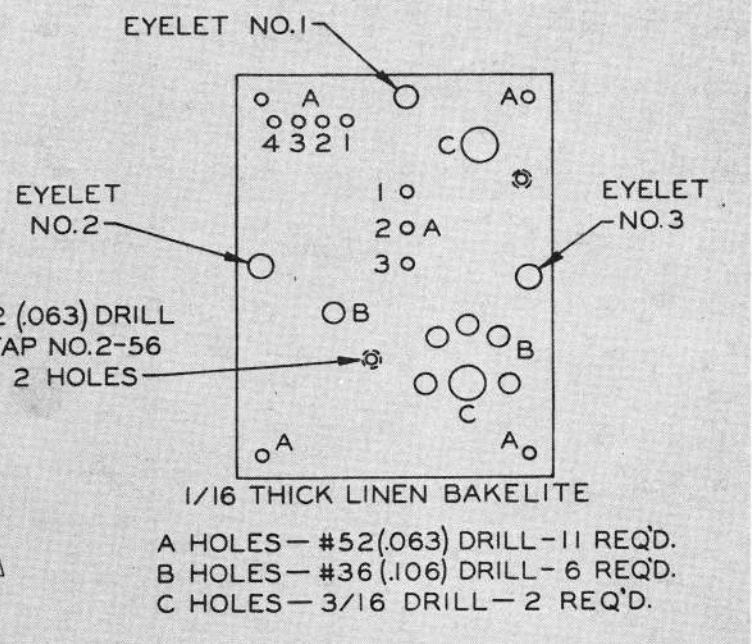 EYELET NO.1
A
A
4 3 2 1
C
EYELET
NO.2
1
2 A
3
EYELET
NO.3
B
2 (.063) DRILL
TAP NO.2-56
2 HOLES
B
C
A
A
1/16 THICK LINEN BAKELITE
A HOLES — #52(.063) DRILL - 11 REQ'D.
B HOLES — #36(.106) DRILL - 6 REQ'D.
C HOLES — 3/16 DRILL — 2 REQ'D.